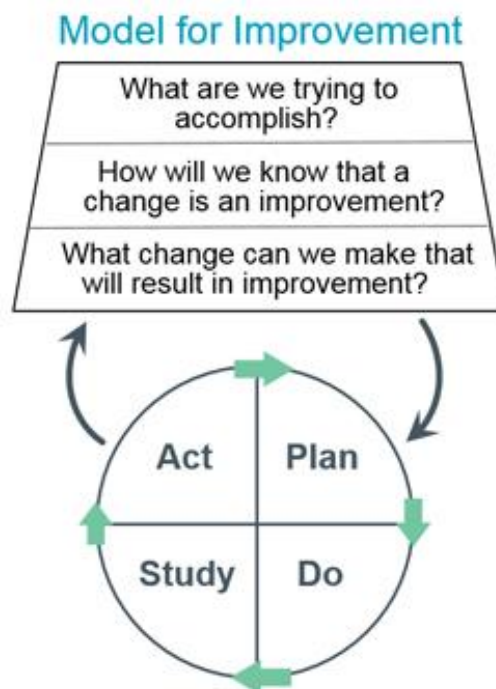 Model for Improvement
What are we trying to
accomplish?
How will we know that a
change is an improvement?
What change can we make that
will result in improvement?
Act
Plan
Study
Do